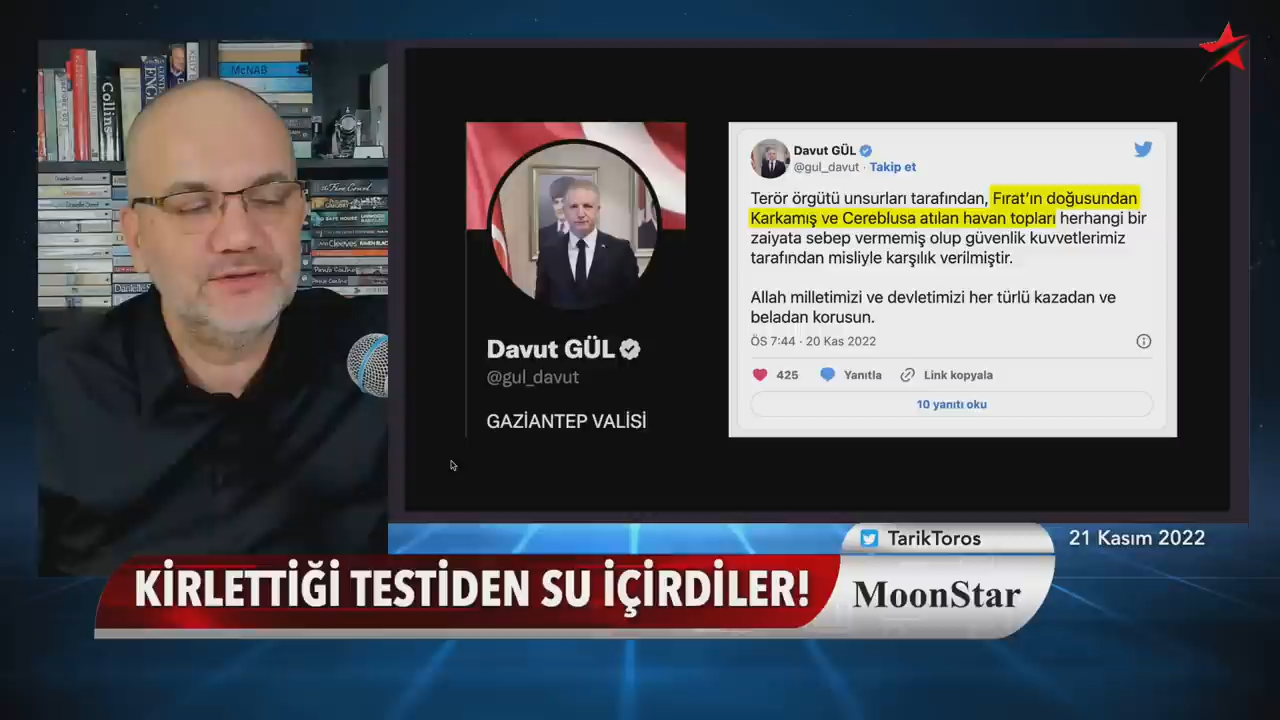 McNAB
Collins
Davut GÜL
@gul_davut
GAZİANTEP VALİSİ
Davut GÜL
@gul_davut · Takip et
Terör örgütü unsurları tarafından, Fırat'ın doğusundan
Karkamış ve Cereblusa atılan havan topları herhangi bir
zaiyata sebep vermemiş olup güvenlik kuvvetlerimiz
tarafından misliyle karşılık verilmiştir.
Allah milletimizi ve devletimizi her türlü kazadan ve
beladan korusun.
ÖS 7:44 · 20 Kas 2022
425 Yanıtla Link kopyala
10 yanıtı oku
TarikToros
21 Kasım 2022
KİRLETTİĞİ TESTİDEN SU İÇİRDİLER!
MoonStar